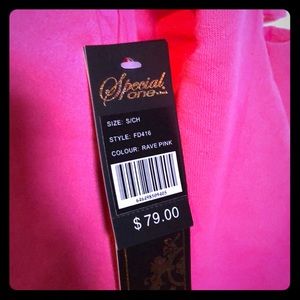 Special
one
SIZE: S/CH
STYLE: FD416
COLOUR: RAVE PINK
$79.00